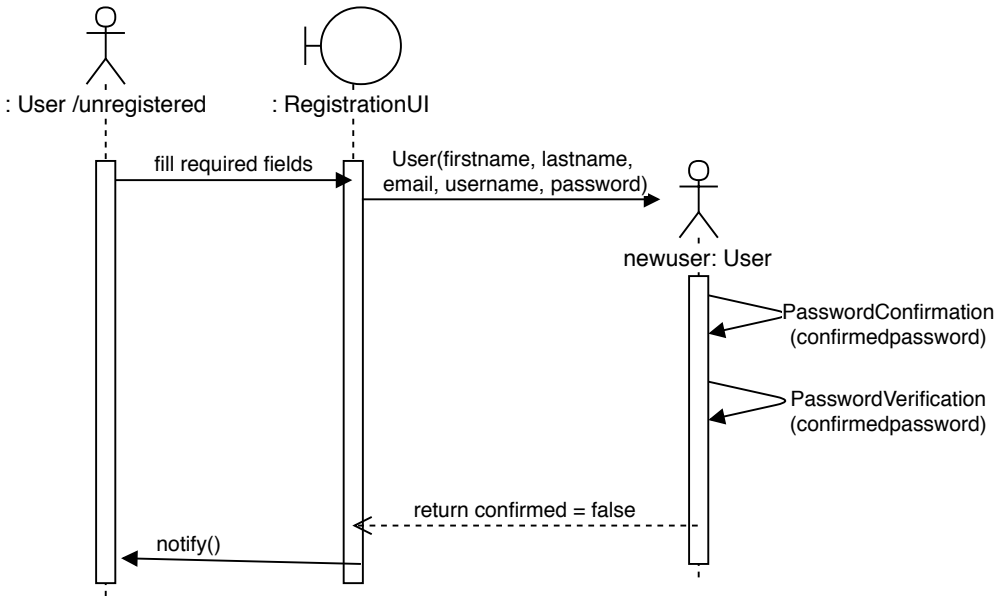 : User /unregistered
: RegistrationUI
fill required fields
User(firstname, lastname,
email, username, password)
newuser: User
PasswordConfirmation
(confirmedpassword)
PasswordVerification
(confirmedpassword)
return confirmed = false
notify()